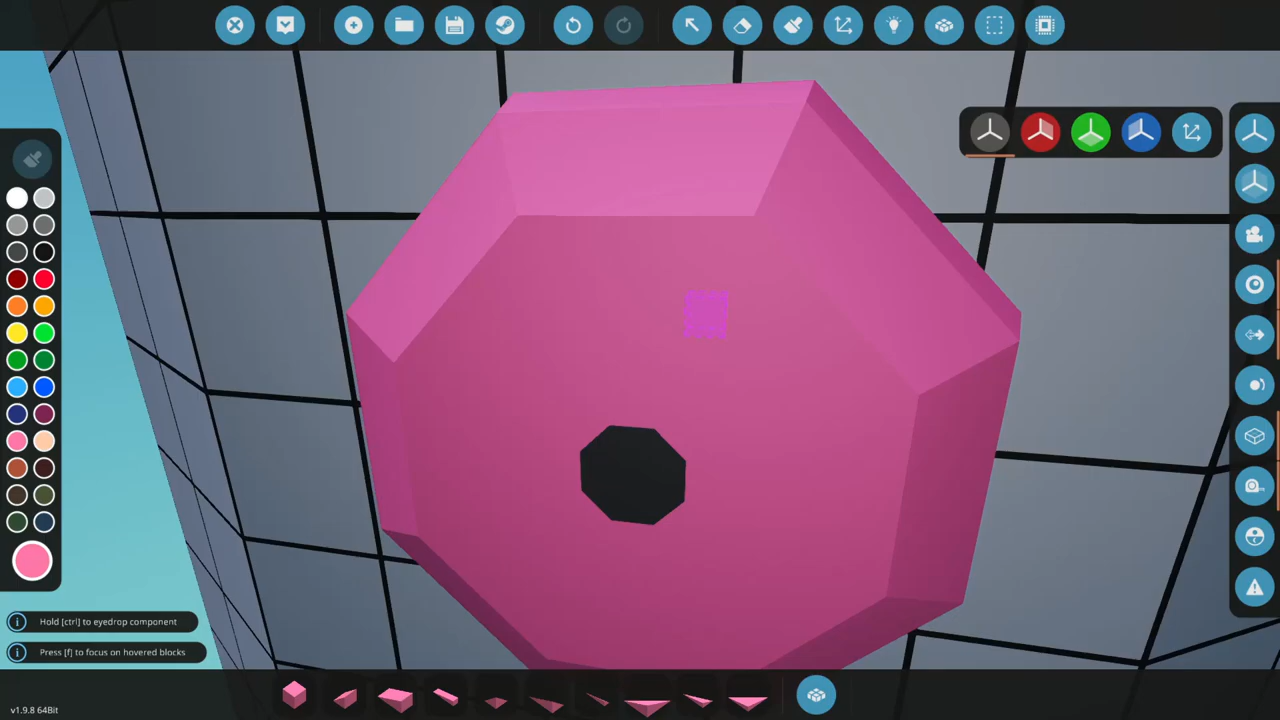 Hold [ctrl] to eyedrop component
Press [f] to focus on hovered blocks
v1.9.8 64Bit